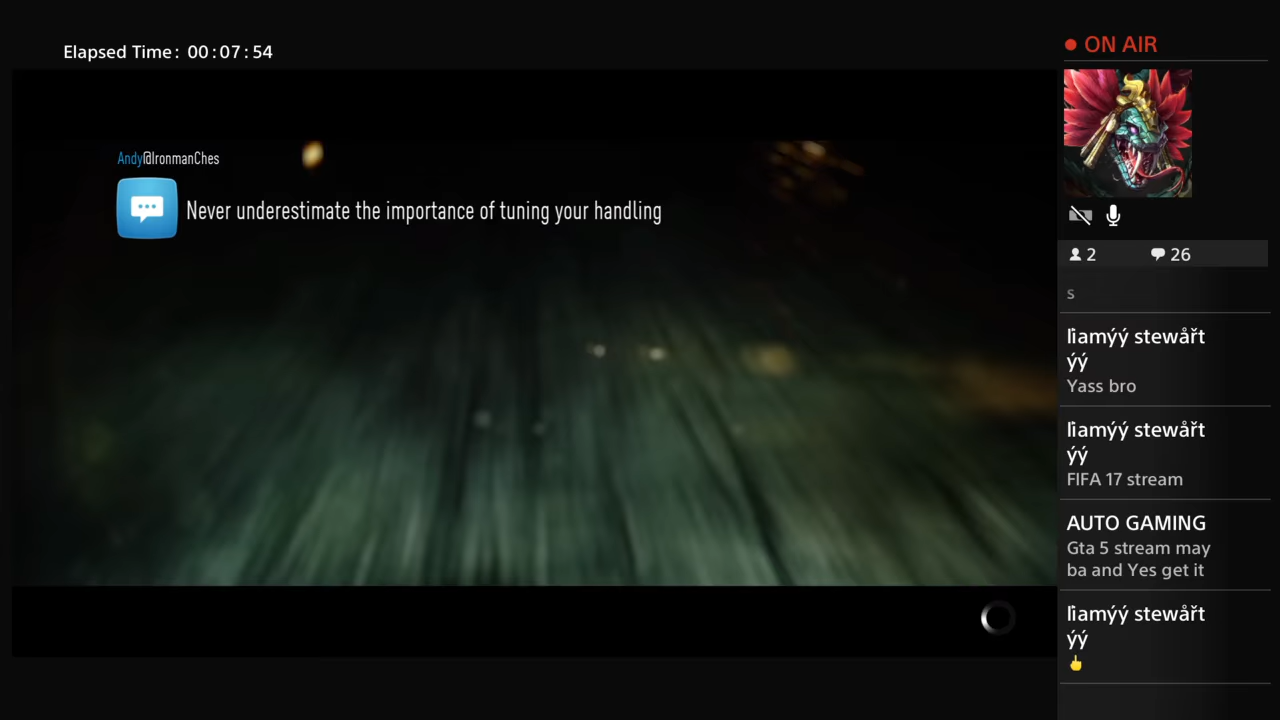 Elapsed Time: 00:07:54
ON AIR
Andy@IronmanChes
Never underestimate the importance of tuning your handling
2 26
s
ľiamýý stewåřt
ýý
Yass bro
ľiamýý stewåřt
ýý
FIFA 17 stream
AUTO GAMING
Gta 5 stream may
ba and Yes get it
ľiamýý stewåřt
ýý